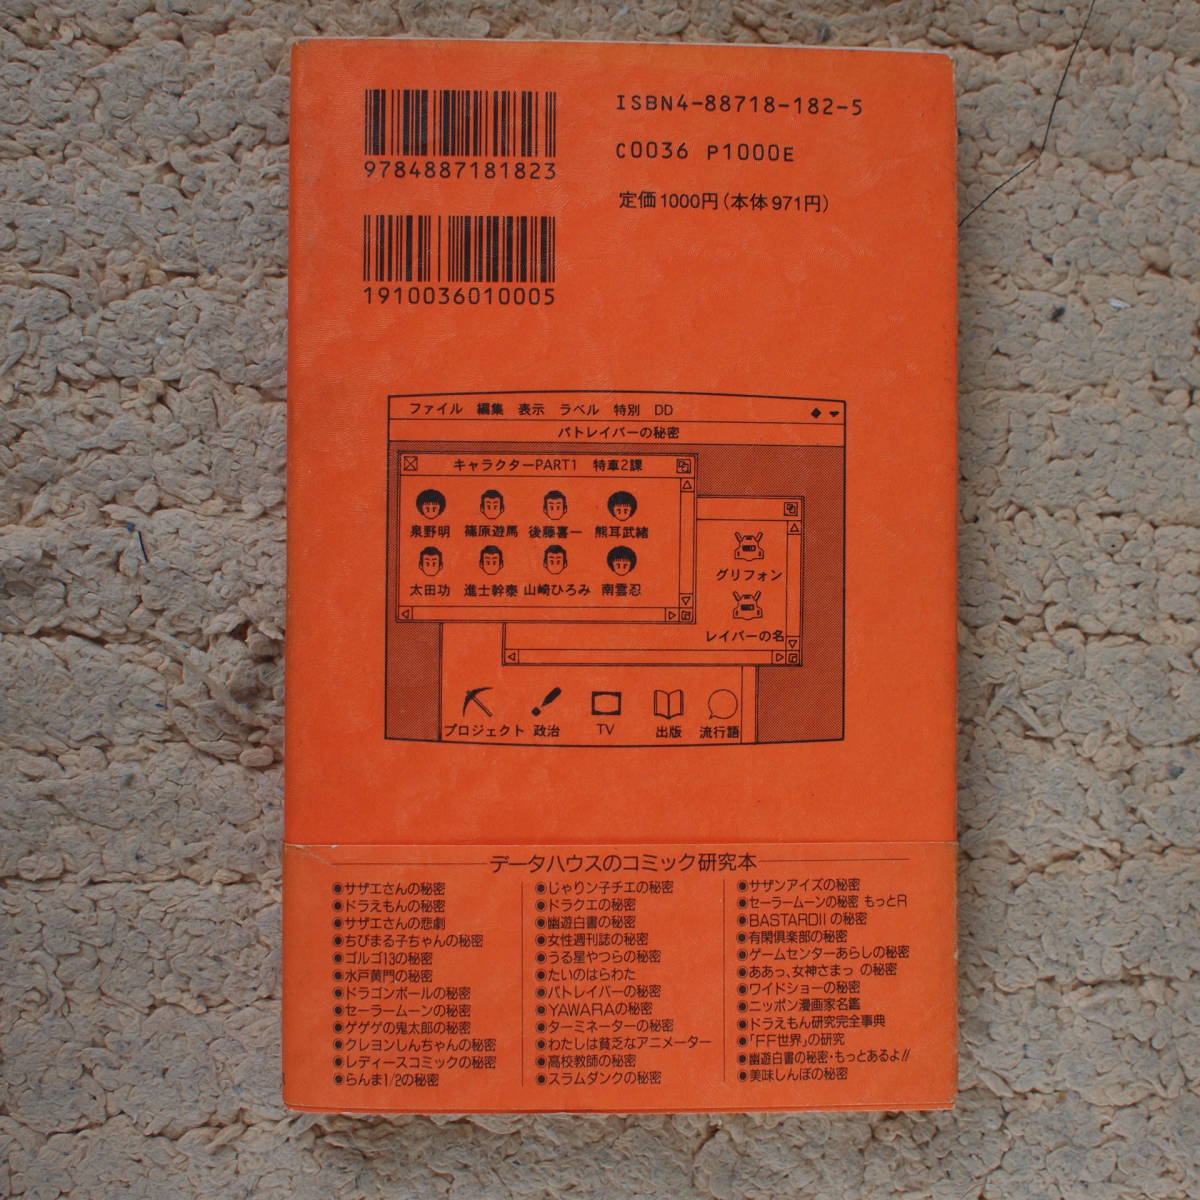 9784887181823
ISBN4-88718-182-5
C0036 P1000E
定価1000円(本体971円)
1910036010005
ファイル 編集 表示 ラベル 特別 DD
パトレイバーの秘密
キャラクターPART1 特車2課
泉野明 篠原遊馬 後藤喜一 熊耳武緒
太田功 進士幹泰 山崎ひろみ 南雲忍
グリフォン
レイバーの名
プロジェクト 政治 TV 出版 流行語
データハウスのコミック研究本
◉サザエさんの秘密
◉ドラえもんの秘密
◉サザエさんの悲劇
◉ちびまる子ちゃんの秘密
◉ゴルゴ13の秘密
◉水戸黄門の秘密
◉ドラゴンボールの秘密
◉セーラームーンの秘密
◉ゲゲゲの鬼太郎の秘密
◉クレヨンしんちゃんの秘密
◉レディースコミックの秘密
◉らんま1/2の秘密
◉じゃりン子チエの秘密
◉ドラクエの秘密
◉幽遊白書の秘密
◉女性週刊誌の秘密
◉うる星やつらの秘密
◉たいのはらわた
◉パトレイバーの秘密
◉YAWARAの秘密
◉ターミネーターの秘密
◉わたしは貧乏なアニメーター
◉高校教師の秘密
◉スラムダンクの秘密
◉サザンアイズの秘密
◉セーラームーンの秘密 もっとR
◉BASTARD!!の秘密
◉有閑倶楽部の秘密
◉ゲームセンターあらしの秘密
◉ああっ、女神さまっ の秘密
◉ワイドショーの秘密
◉ニッポン漫画家名鑑
◉ドラえもん研究完全事典
◉「FF世界」の研究
◉幽遊白書の秘密・もっとあるよ!!
◉美味しんぼの秘密